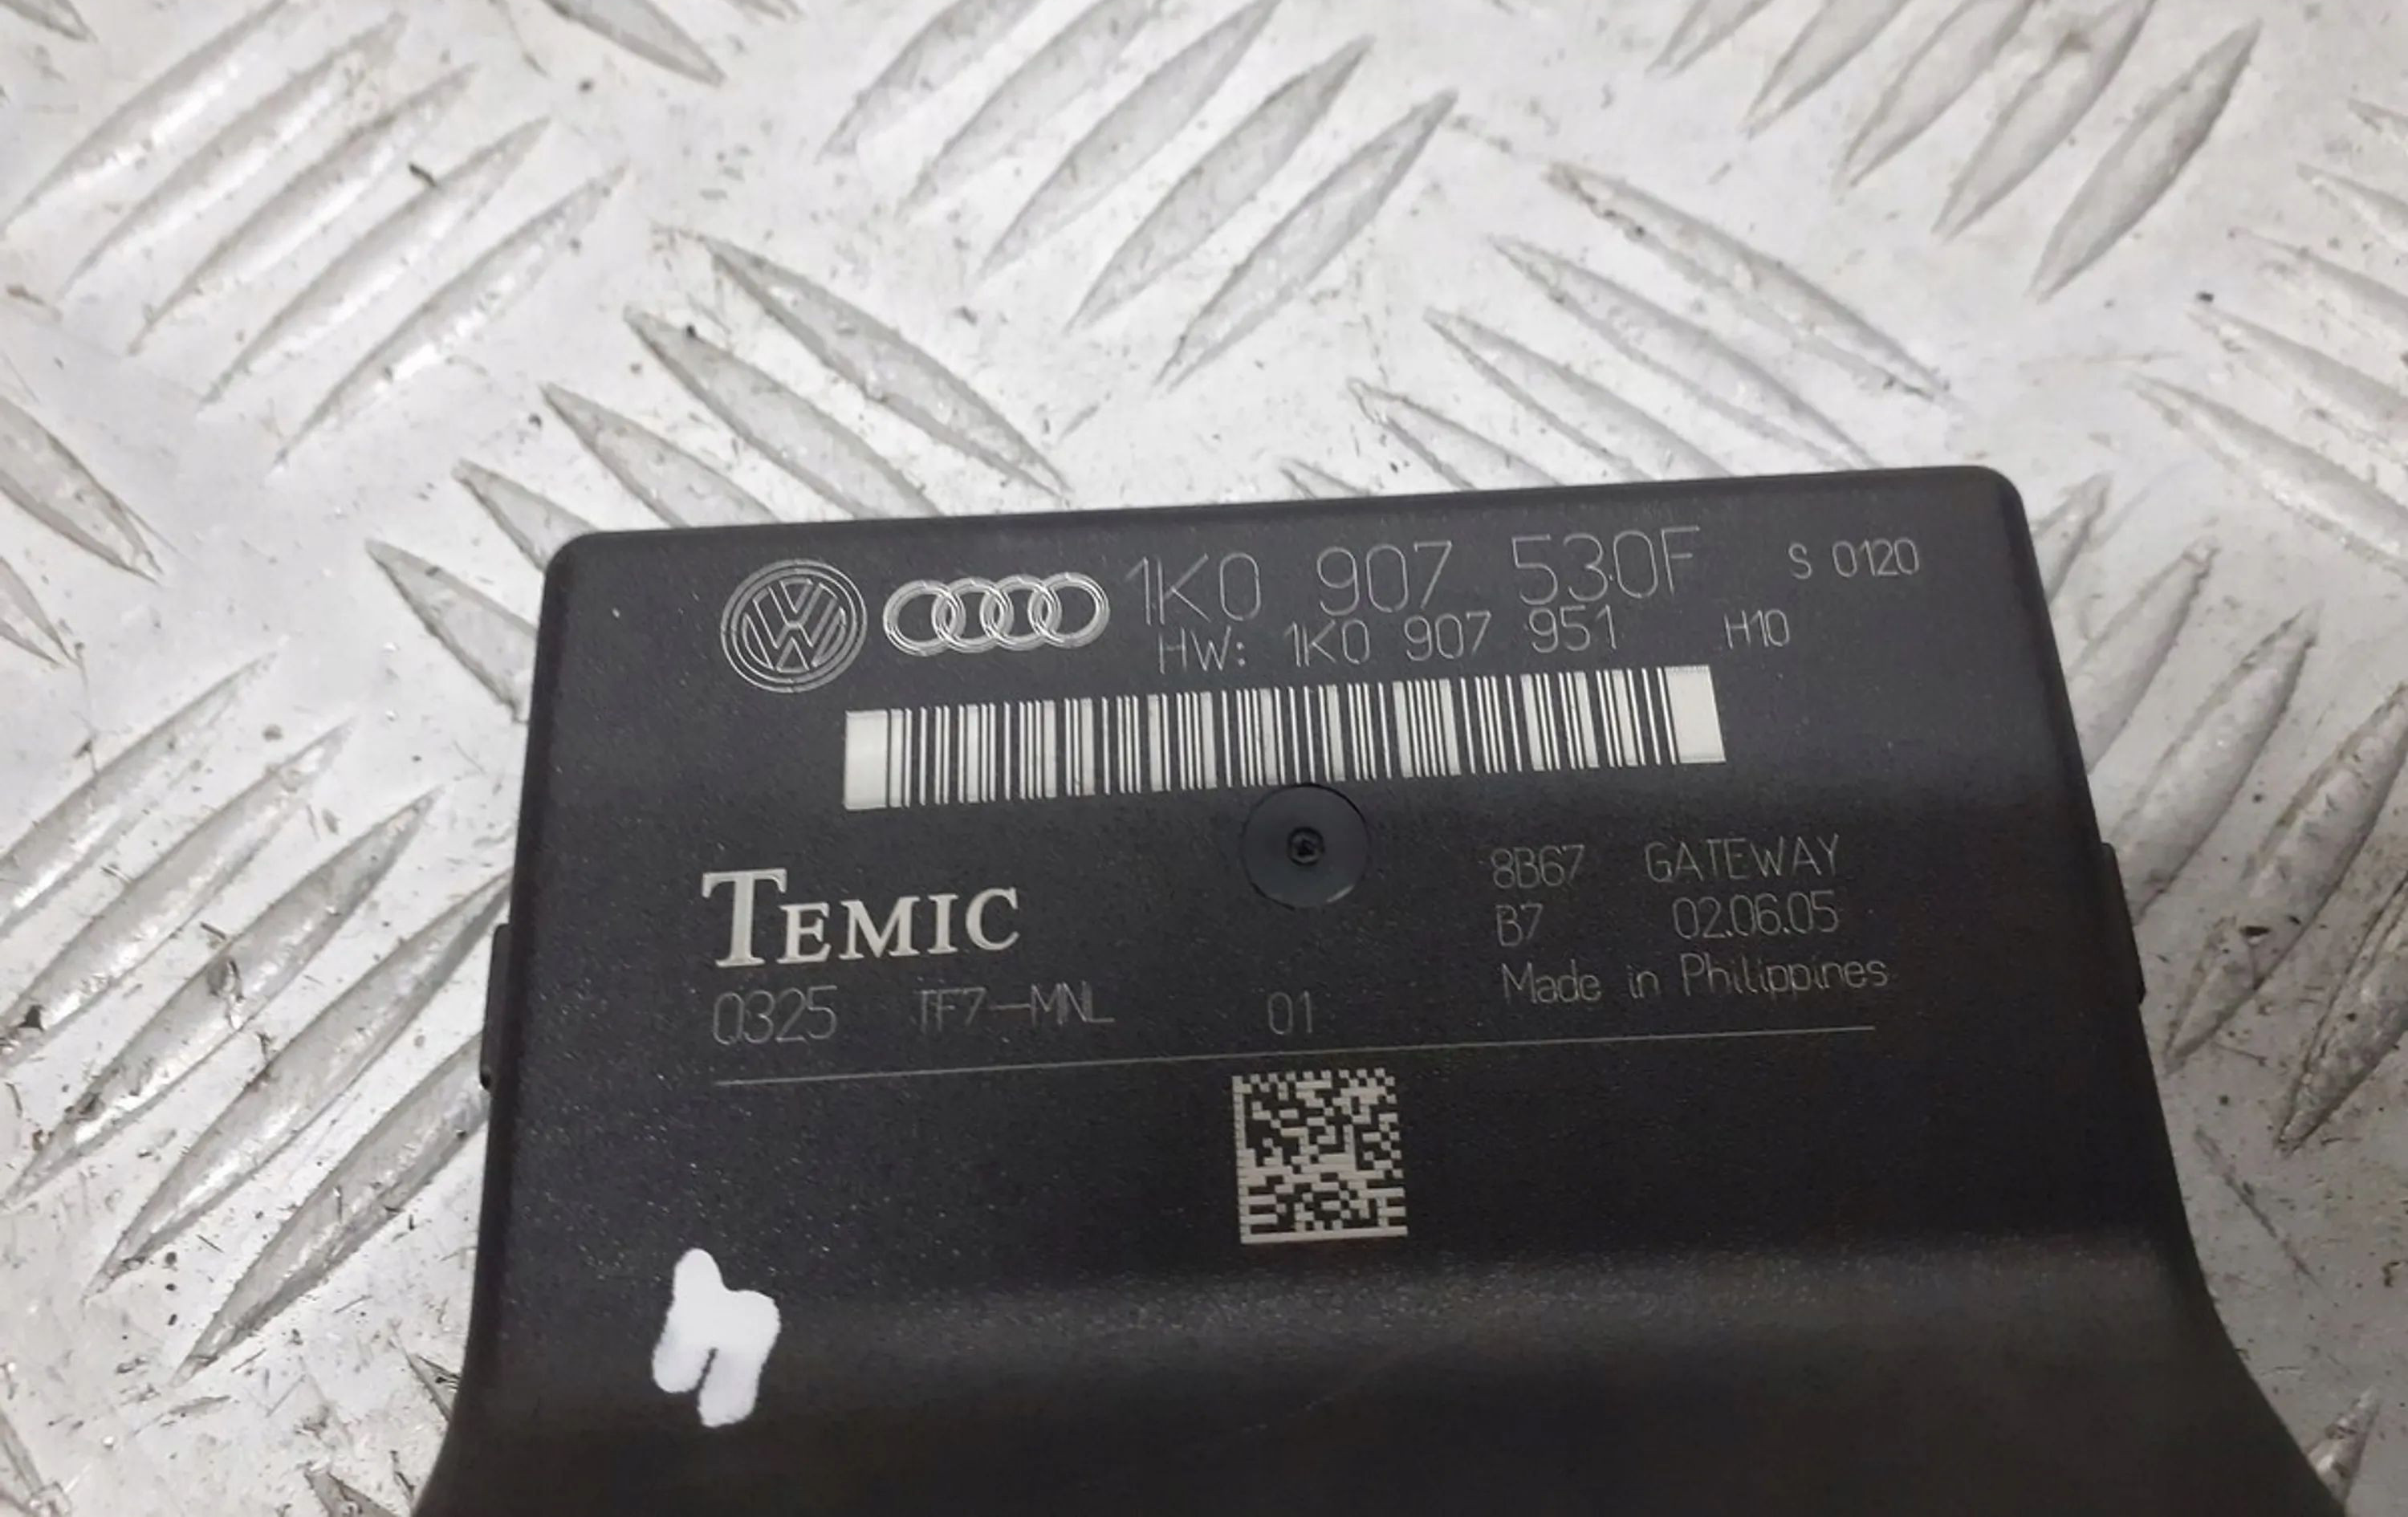 1K0 907 530F S 0120
HW: 1K0 907 951 H10
TEMIC
8B67 GATEWAY
B7 02.06.05
Made in Philippines
0325 TF7-MNL 01